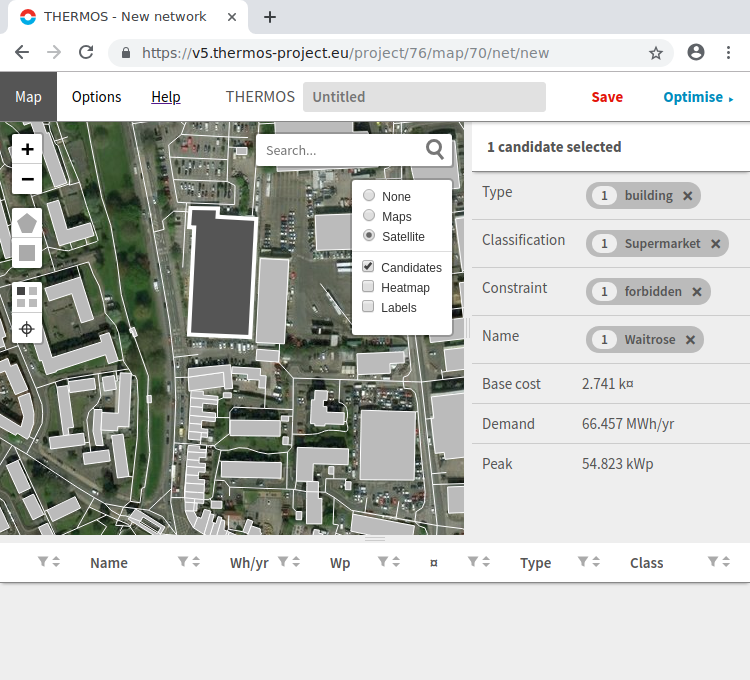 THERMOS - New network
https://v5.thermos-project.eu/project/76/map/70/net/new
Map Options Help THERMOS Untitled Save Optimise ▸
+
−
Search...
None
Maps
Satellite
Candidates
Heatmap
Labels
1 candidate selected
Type 1 building ✕
Classification 1 Supermarket ✕
Constraint 1 forbidden ✕
Name 1 Waitrose ✕
Base cost 2.741 k¤
Demand 66.457 MWh/yr
Peak 54.823 kWp
Name Wh/yr Wp ¤ Type Class